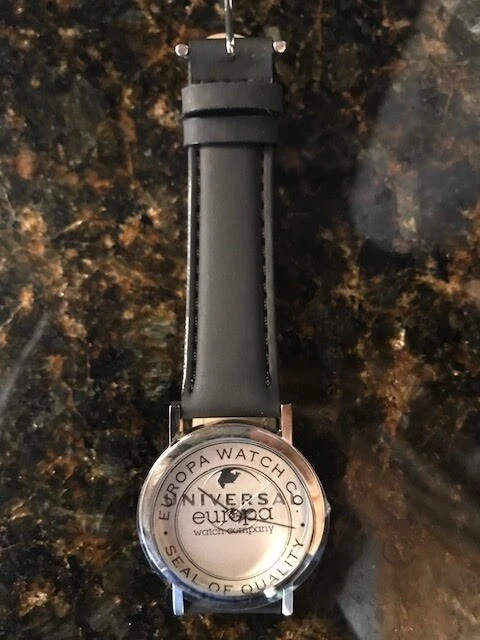 EUROPA WATCH CO
UNIVERSAL
europa
watch company
• SEAL OF QUALITY •